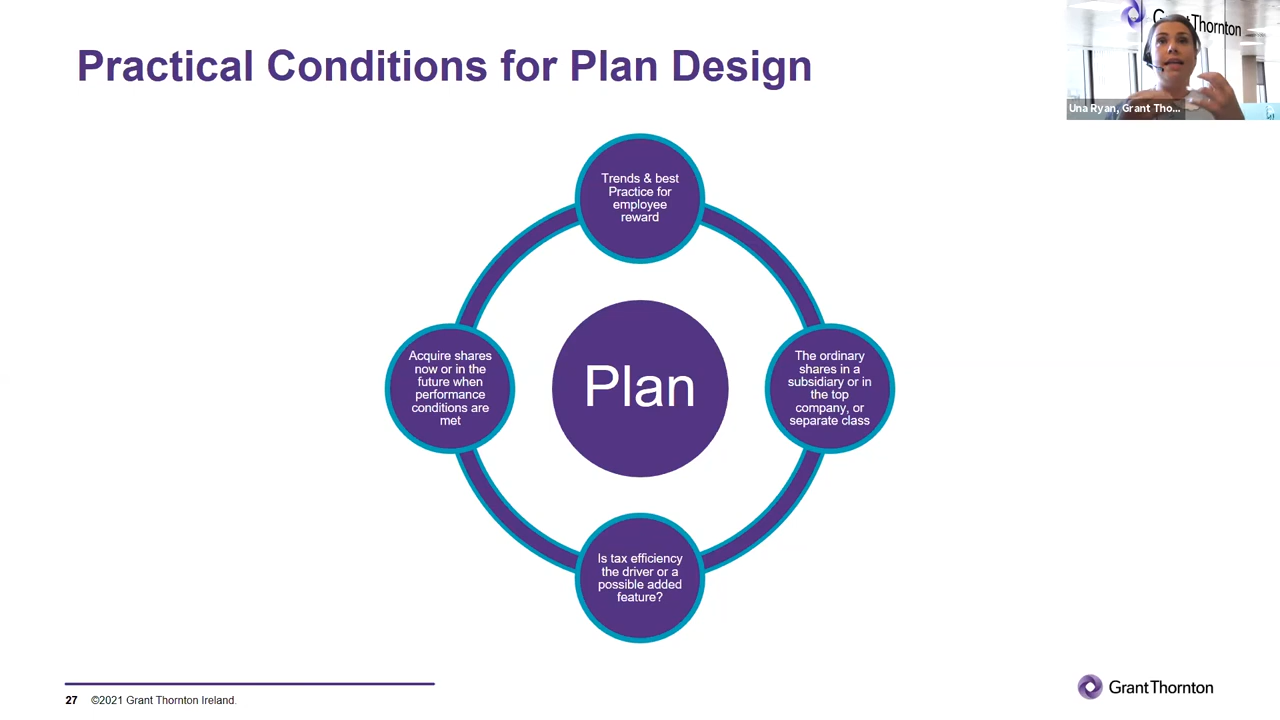 Practical Conditions for Plan Design
Grant Thornton
Una Ryan, Grant Tho...
Trends & best
Practice for
employee
reward
Acquire shares
now or in the
future when
performance
conditions are
met
Plan
The ordinary
shares in a
subsidiary or in
the top
company, or
separate class
Is tax efficiency
the driver or a
possible added
feature?
27 ©2021 Grant Thornton Ireland.
GrantThornton